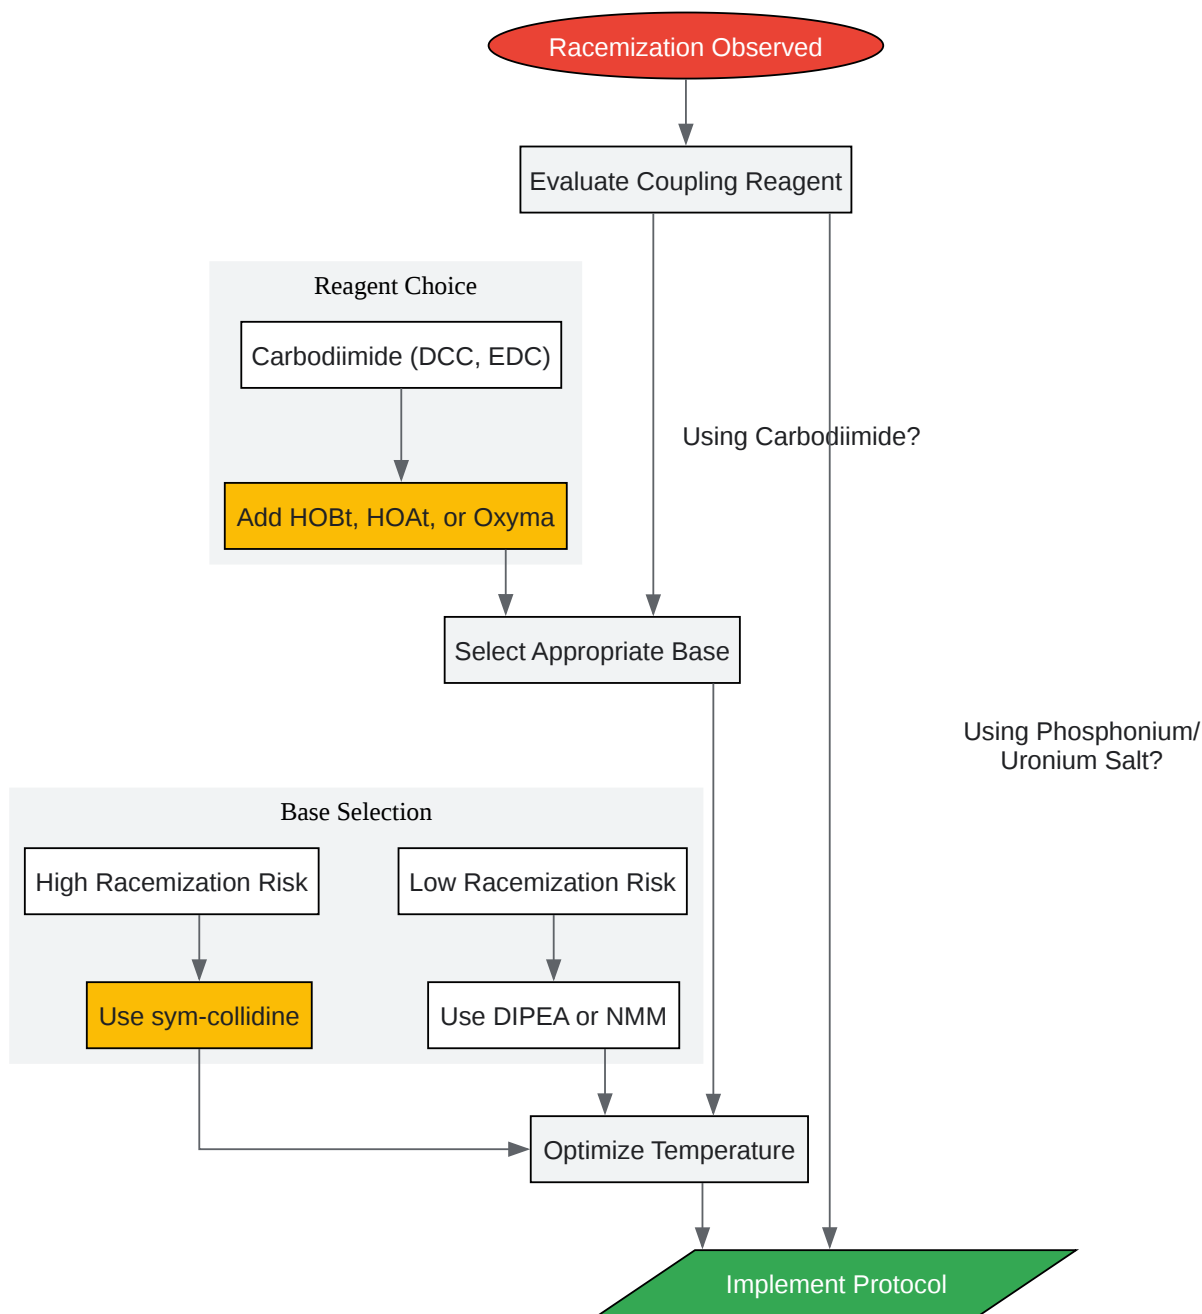 Racemization Observed
Evaluate Coupling Reagent
Reagent Choice
Carbodiimide (DCC, EDC)
Using Carbodiimide?
Add HOBt, HOAt, or Oxyma
Select Appropriate Base
Using Phosphonium/
Uronium Salt?
Base Selection
High Racemization Risk
Low Racemization Risk
Use sym-collidine
Use DIPEA or NMM
Optimize Temperature
Implement Protocol